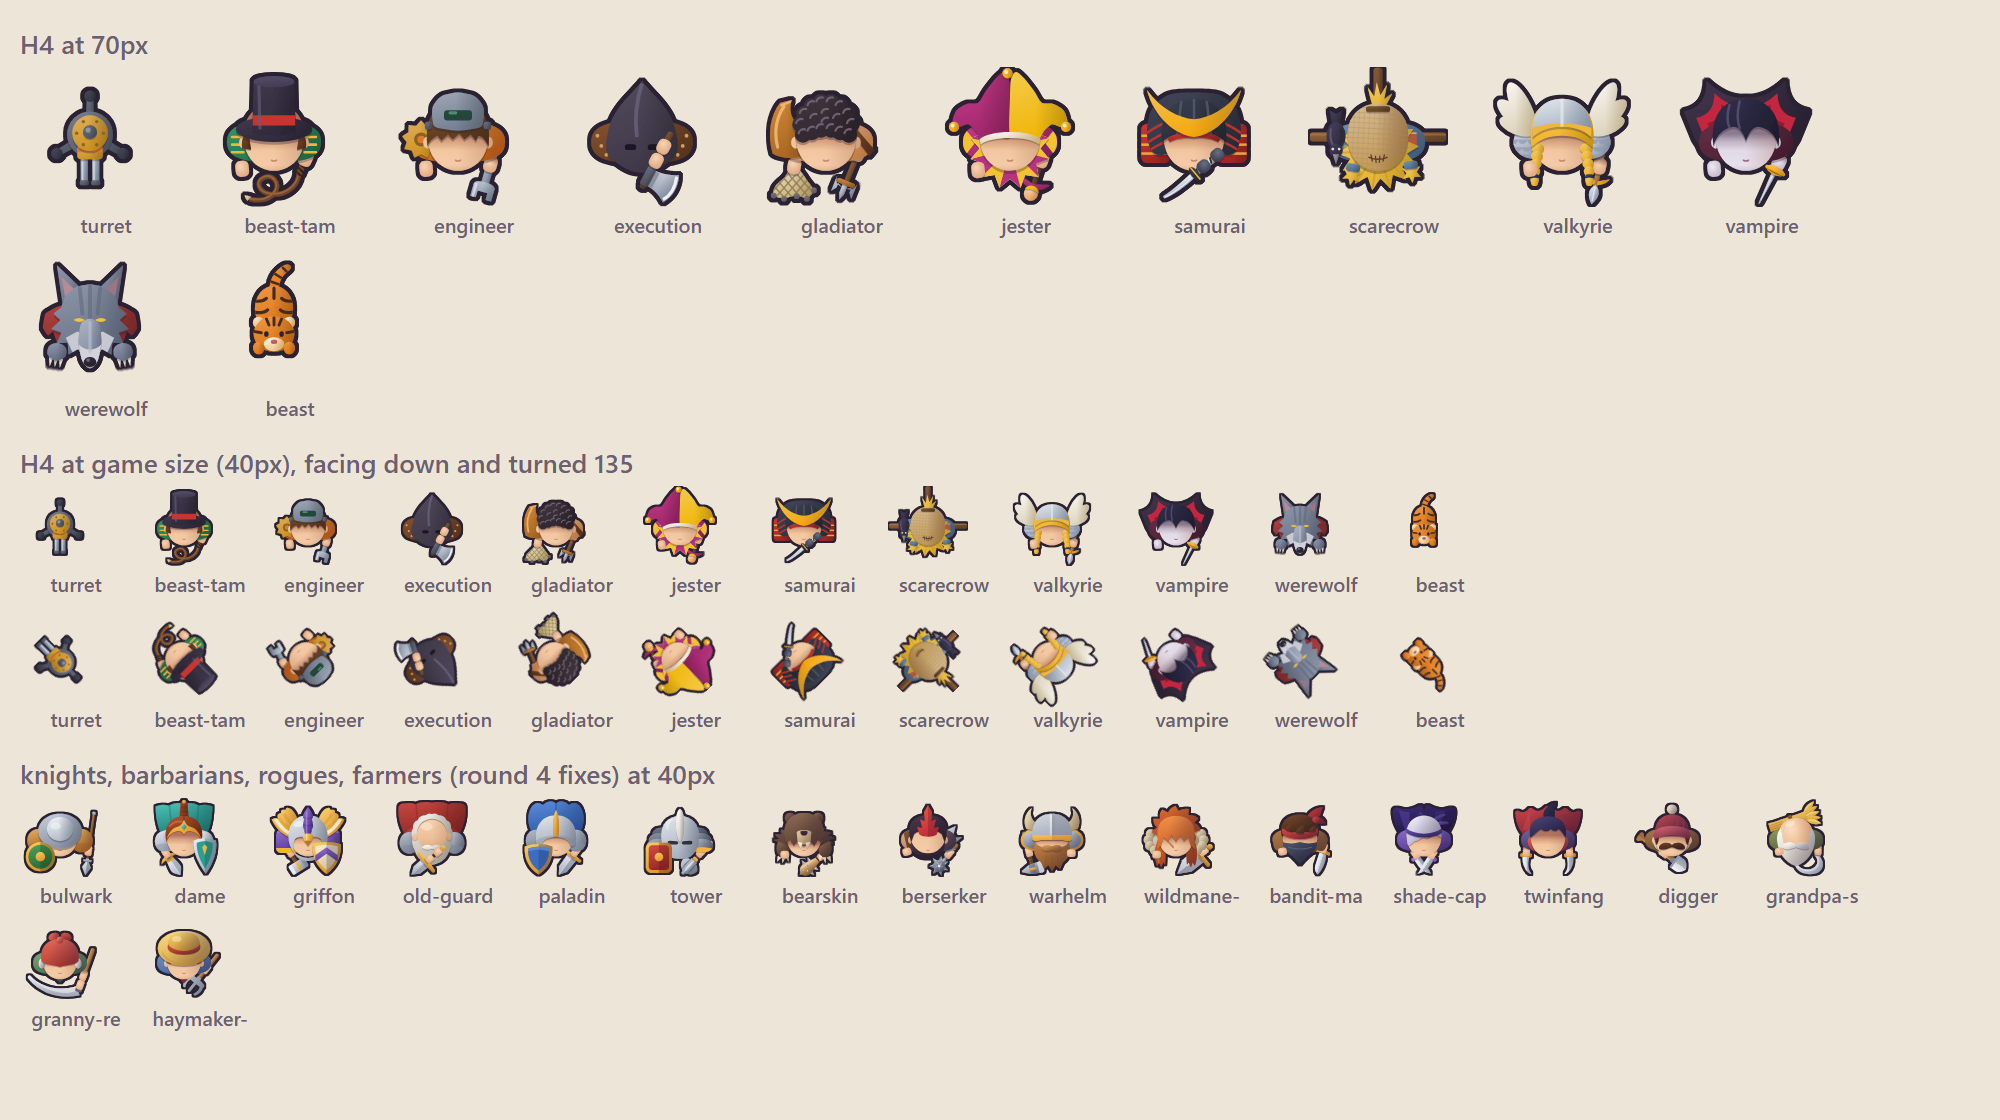 H4 at 70px
turret beast-tam engineer execution gladiator jester samurai scarecrow valkyrie vampire
werewolf beast
H4 at game size (40px), facing down and turned 135
turret beast-tam engineer execution gladiator jester samurai scarecrow valkyrie vampire werewolf beast
turret beast-tam engineer execution gladiator jester samurai scarecrow valkyrie vampire werewolf beast
knights, barbarians, rogues, farmers (round 4 fixes) at 40px
bulwark dame griffon old-guard paladin tower bearskin berserker warhelm wildmane- bandit-ma shade-cap twinfang digger grandpa-s
granny-re haymaker-